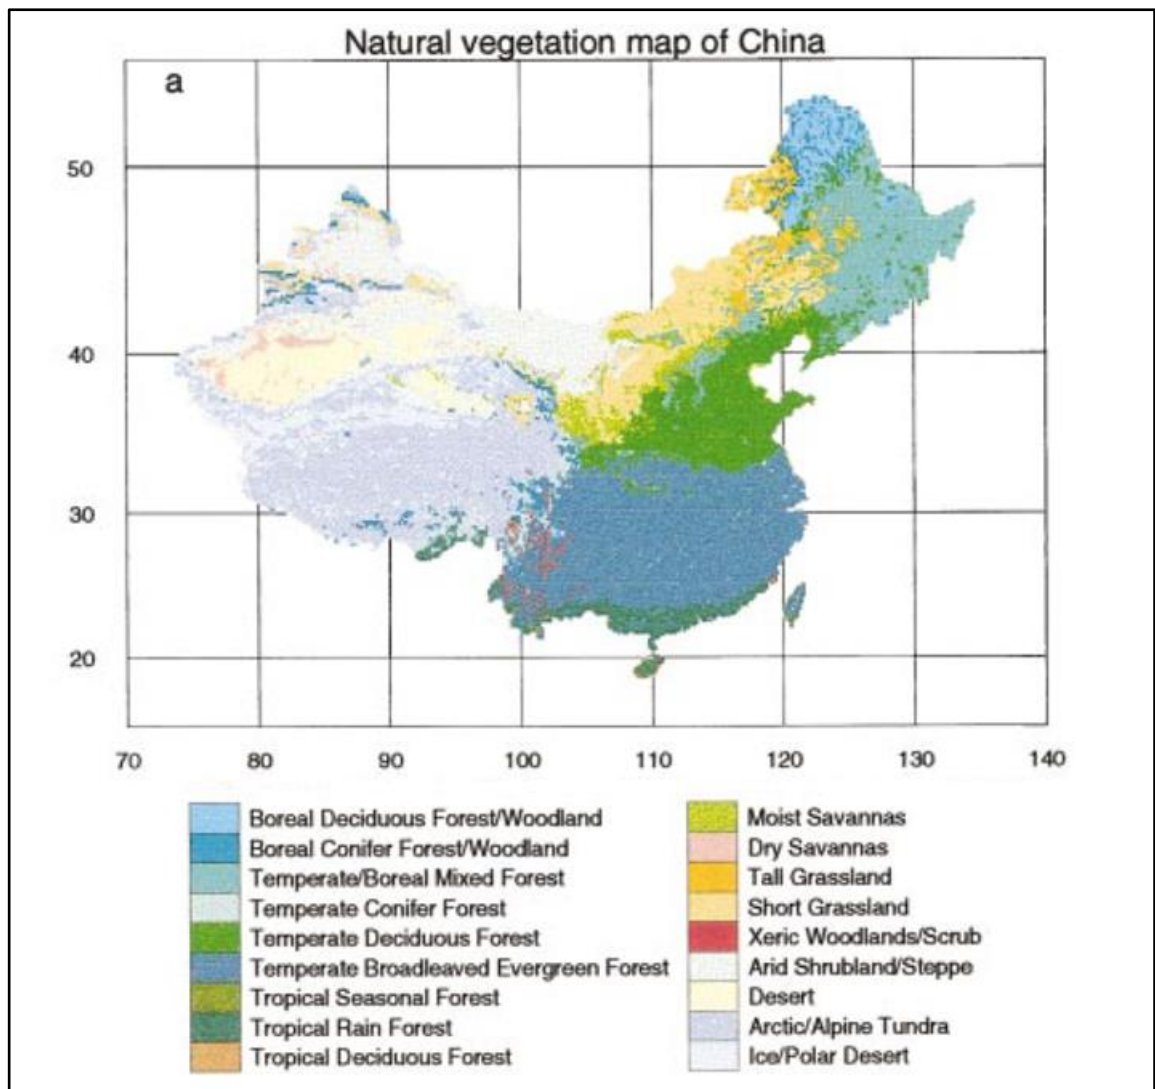 Natural vegetation map of China
a
50
40
30
20
70 80 90 100 110 120 130 140
Boreal Deciduous Forest/Woodland
Boreal Conifer Forest/Woodland
Temperate/Boreal Mixed Forest
Temperate Conifer Forest
Temperate Deciduous Forest
Temperate Broadleaved Evergreen Forest
Tropical Seasonal Forest
Tropical Rain Forest
Tropical Deciduous Forest
Moist Savannas
Dry Savannas
Tall Grassland
Short Grassland
Xeric Woodlands/Scrub
Arid Shrubland/Steppe
Desert
Arctic/Alpine Tundra
Ice/Polar Desert